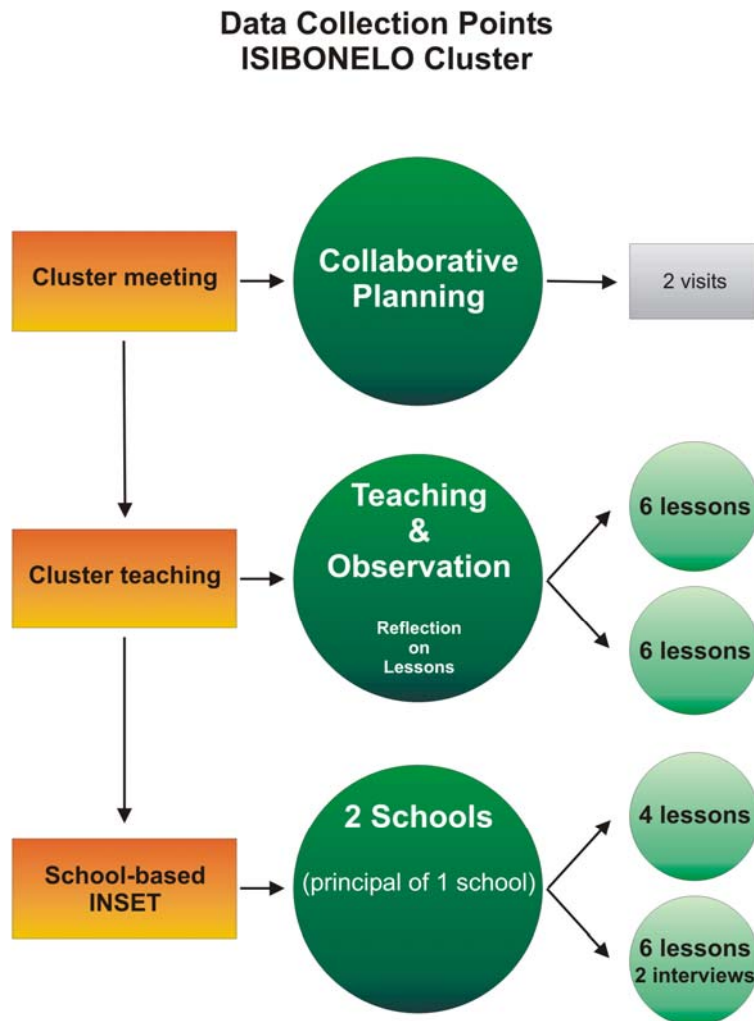 Data Collection Points
ISIBONELO Cluster
Cluster meeting
Collaborative
Planning
2 visits
Cluster teaching
Teaching
&
Observation
Reflection
on
Lessons
6 lessons
6 lessons
School-based
INSET
2 Schools
(principal of 1 school)
4 lessons
6 lessons
2 interviews